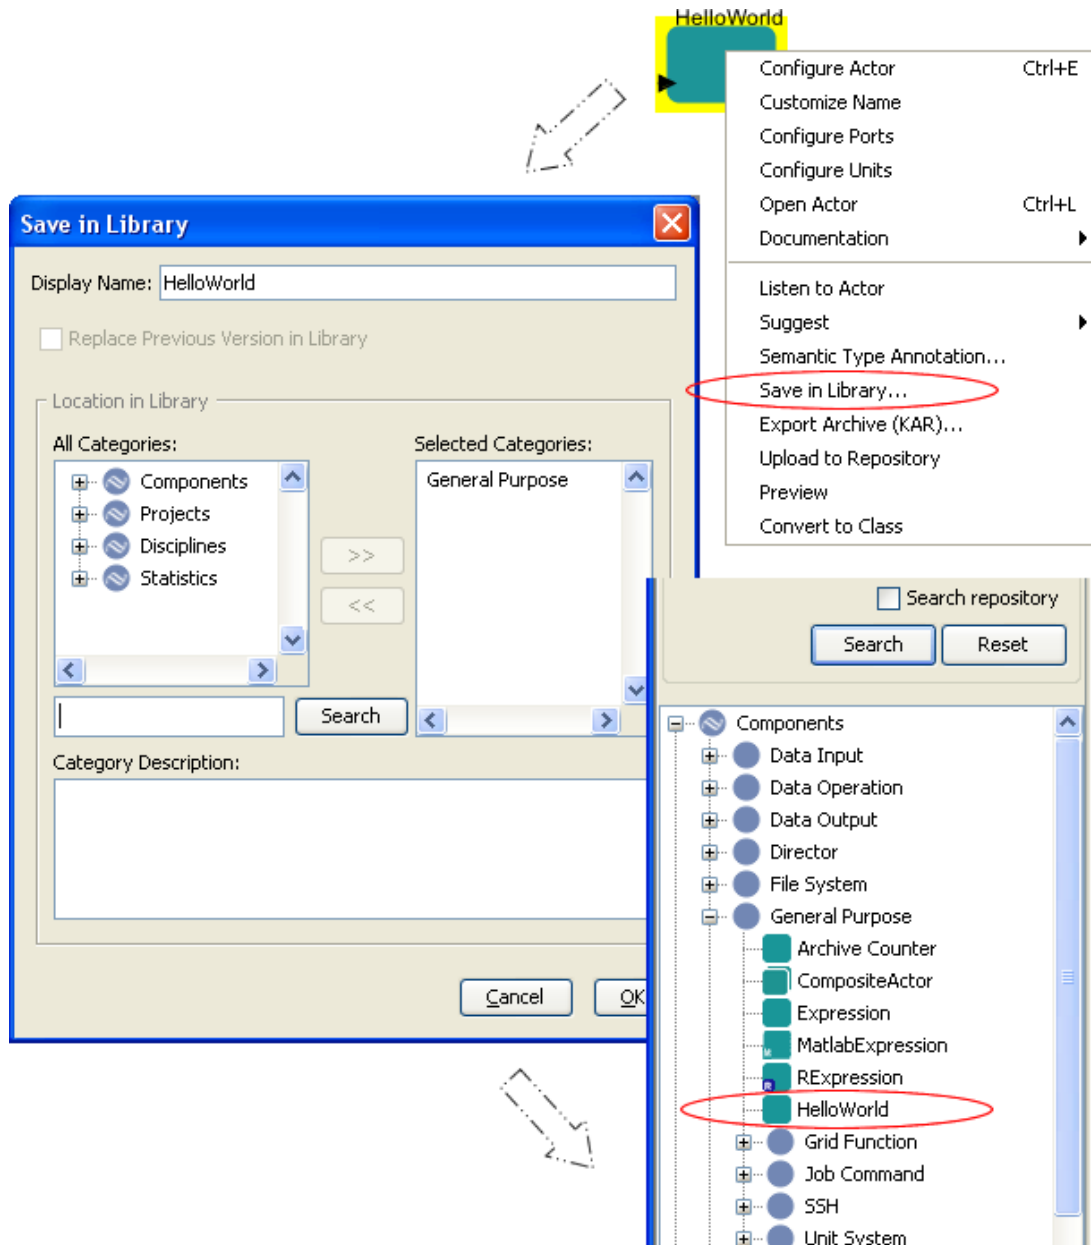 HelloWorld
Configure Actor Ctrl+E
Customize Name
Configure Ports
Configure Units
Open Actor Ctrl+L
Documentation
Listen to Actor
Suggest
Semantic Type Annotation...
Save in Library...
Export Archive (KAR)...
Upload to Repository
Preview
Convert to Class
Save in Library
Display Name: HelloWorld
Replace Previous Version in Library
Location in Library
All Categories:
Components
Projects
Disciplines
Statistics
>>
<<
Selected Categories:
General Purpose
Search
Category Description:
Cancel OK
Search repository
Search Reset
Components
Data Input
Data Operation
Data Output
Director
File System
General Purpose
Archive Counter
CompositeActor
Expression
M MatlabExpression
R RExpression
HelloWorld
Grid Function
Job Command
SSH
Unit System